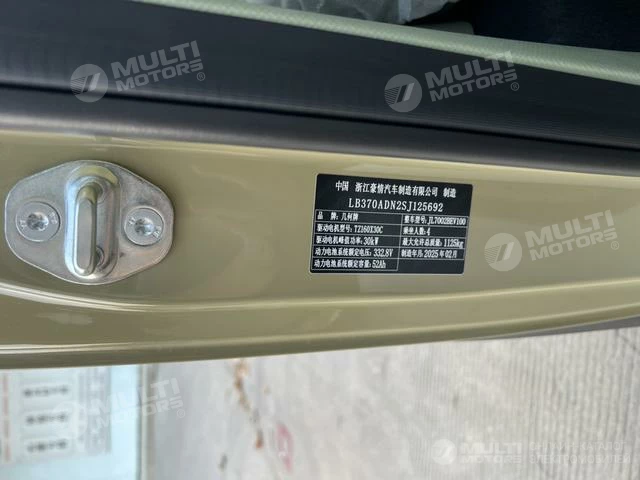 MULTI MOTORS
MULTI MOTORS
中国 浙江豪情汽车制造有限公司 制造
LB370ADN2SJ125692
品牌:几何牌 整车型号:JL7002BEV100
驱动电机型号:TZ160X30C 乘坐人数:4
驱动电机峰值功率:30kW 最大允许总质量:1125kg
动力电池系统额定电压:332.8V 制造年月:2025年02月
动力电池系统额定容量:52Ah
MULTI MOTORS
MULTI MOTORS
MULTI MOTORS
MULTI MOTORS